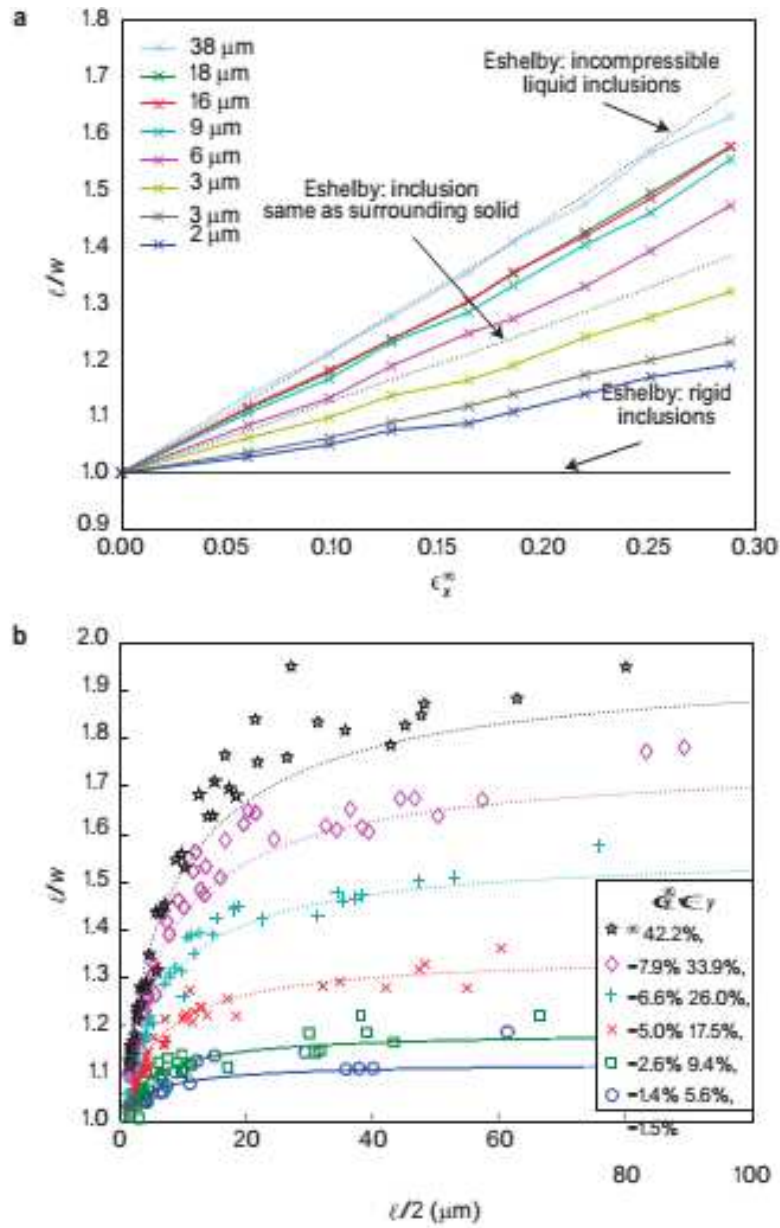 a
1.8
1.7
1.6
1.5
1.4
1.3
1.2
1.1
1.0
0.9
ℓ/w
38 μm
18 μm
16 μm
9 μm
6 μm
3 μm
3 μm
2 μm
Eshelby: incompressible
liquid inclusions
Eshelby: inclusion
same as surrounding solid
Eshelby: rigid
inclusions
0.00 0.05 0.10 0.15 0.20 0.25 0.30
ϵ∞x
b
2.0
1.9
1.8
1.7
1.6
1.5
1.4
1.3
1.2
1.1
1.0
ℓ/w
∞ 42.2%,
–7.9% 33.9%,
–6.6% 26.0%,
–5.0% 17.5%,
–2.6% 9.4%,
–1.4% 5.6%,
–1.5%
0 20 40 60 80 100
ℓ/2 (μm)